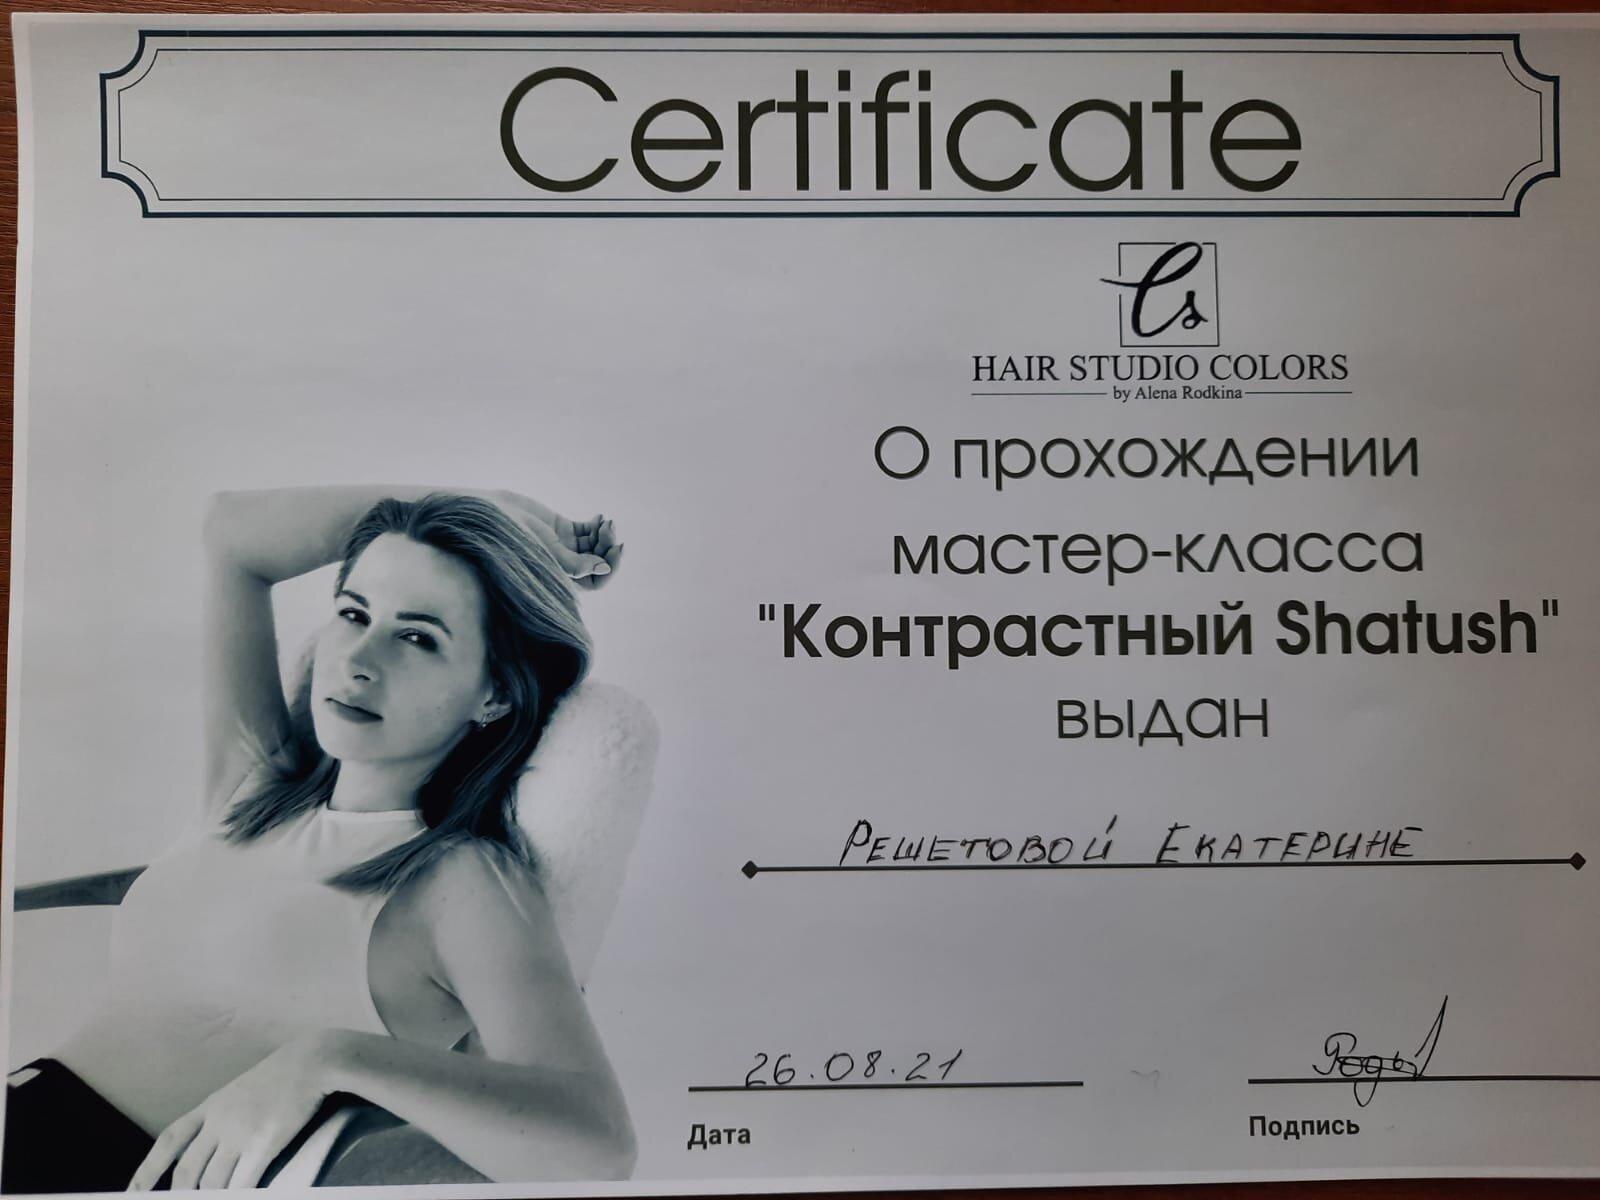 Certificate
Cs
HAIR STUDIO COLORS
by Alena Rodkina
О прохождении
мастер-класса
"Контрастный Shatush"
выдан
РЕШЕТОВОЙ ЕКАТЕРИНЕ
26.08.21
Дата
Подпись